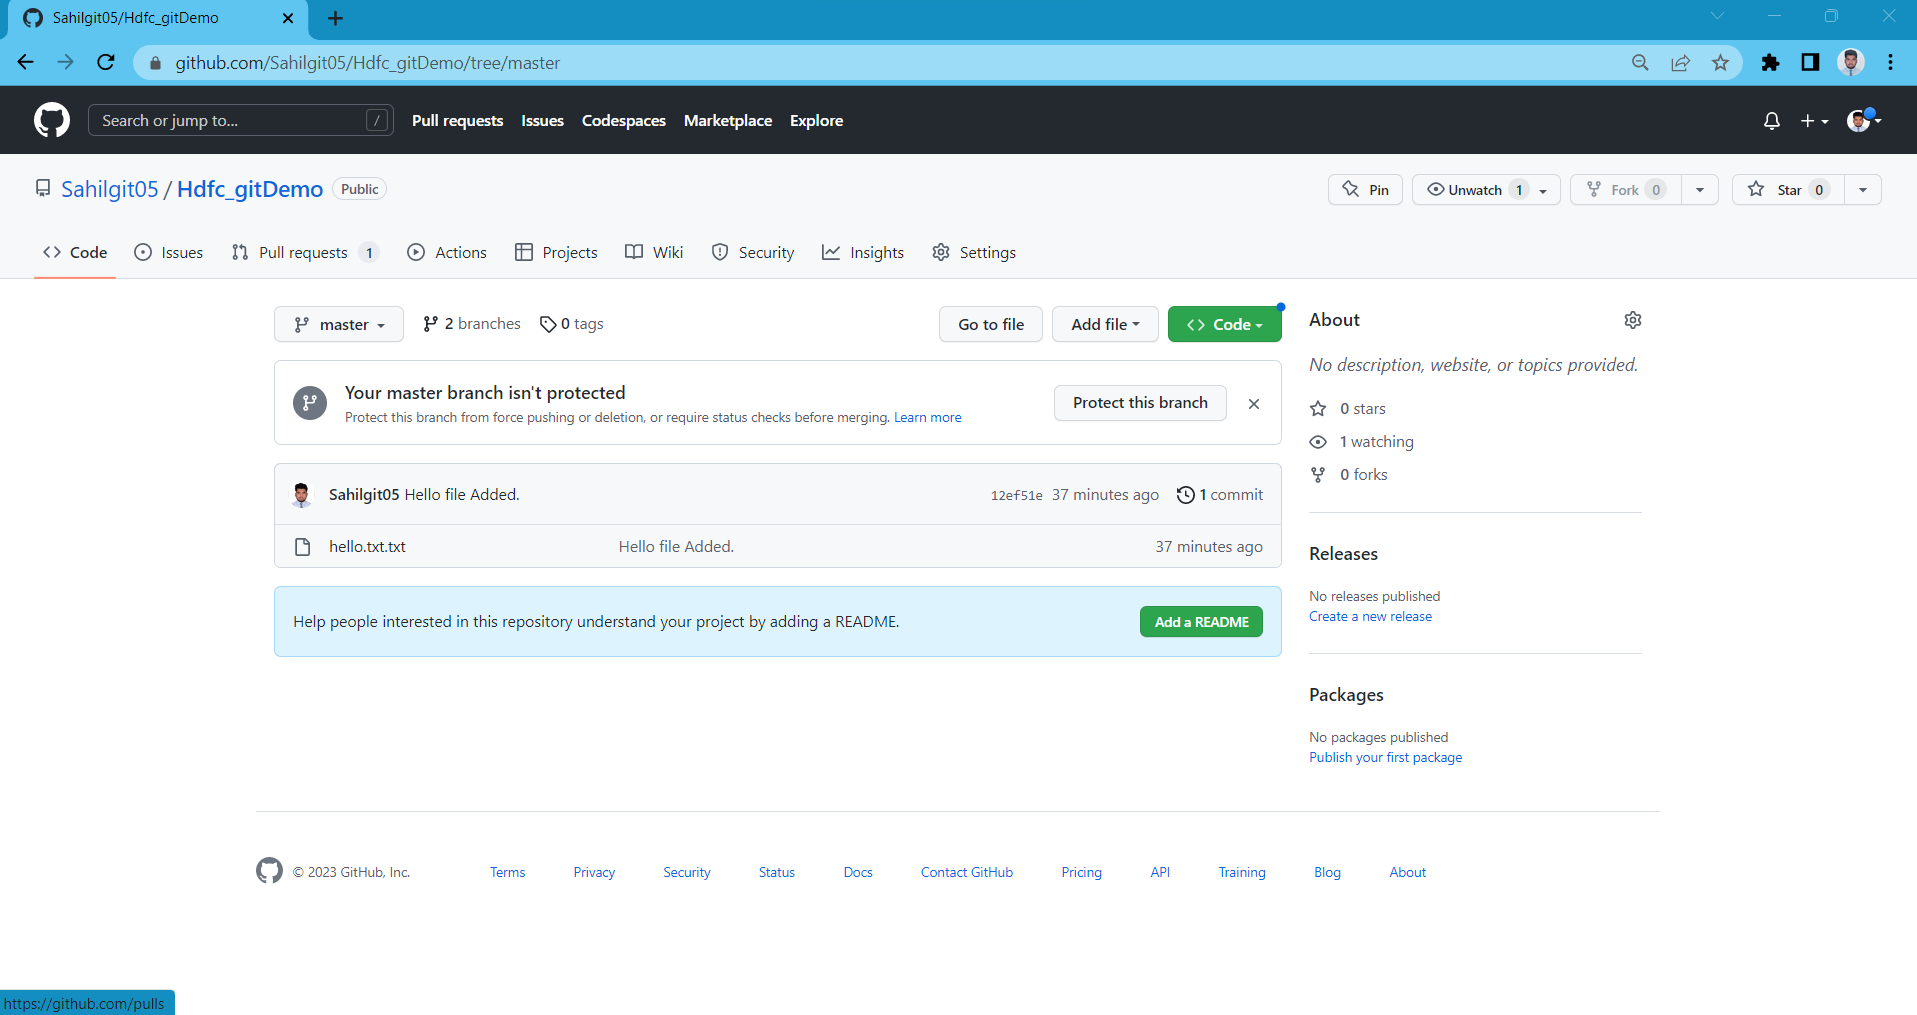 Sahilgit05/Hdfc_gitDemo
github.com/Sahilgit05/Hdfc_gitDemo/tree/master
Search or jump to... / Pull requests Issues Codespaces Marketplace Explore
Sahilgit05 / Hdfc_gitDemo Public Pin Unwatch 1 Fork 0 Star 0
Code Issues Pull requests 1 Actions Projects Wiki Security Insights Settings
master 2 branches 0 tags Go to file Add file Code
Your master branch isn't protected
Protect this branch from force pushing or deletion, or require status checks before merging. Learn more
Protect this branch
Sahilgit05 Hello file Added. 12ef51e 37 minutes ago 1 commit
hello.txt.txt Hello file Added. 37 minutes ago
Help people interested in this repository understand your project by adding a README. Add a README
About
No description, website, or topics provided.
0 stars
1 watching
0 forks
Releases
No releases published
Create a new release
Packages
No packages published
Publish your first package
© 2023 GitHub, Inc. Terms Privacy Security Status Docs Contact GitHub Pricing API Training Blog About
https://github.com/pulls